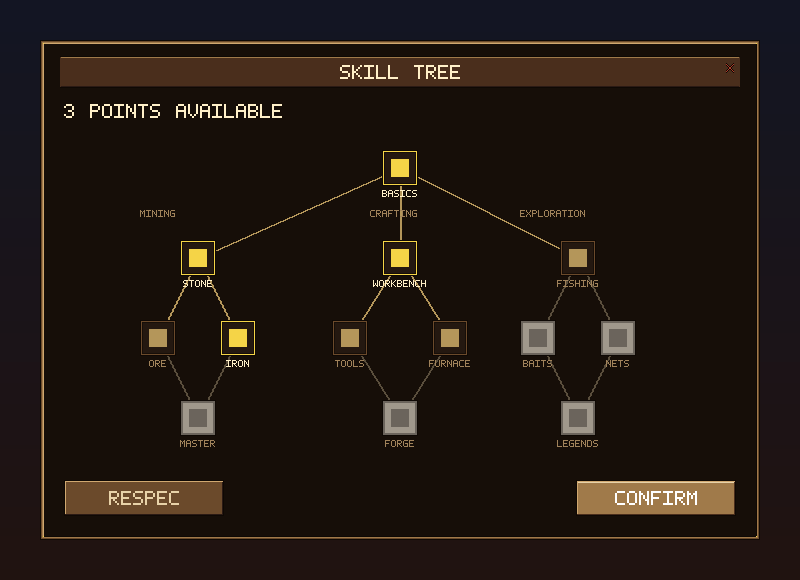 SKILL TREE
X
3 POINTS AVAILABLE
BASICS
MINING
CRAFTING
EXPLORATION
STONE
WORKBENCH
FISHING
ORE
IRON
TOOLS
FURNACE
BAITS
NETS
MASTER
FORGE
LEGENDS
RESPEC
CONFIRM